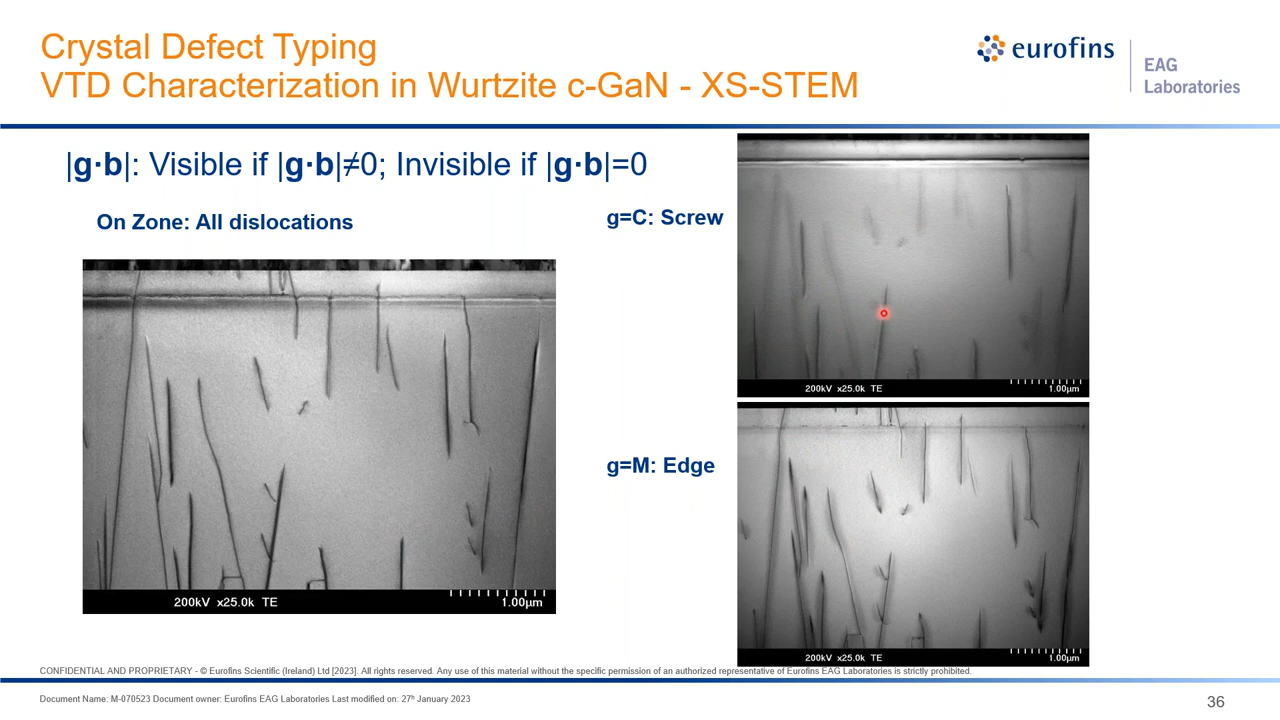 Crystal Defect Typing
VTD Characterization in Wurtzite c-GaN - XS-STEM
eurofins
EAG
Laboratories
|g·b|: Visible if |g·b|≠0; Invisible if |g·b|=0
On Zone: All dislocations
g=C: Screw
200kV x25.0k TE
1.00µm
g=M: Edge
200kV x25.0k TE
1.00µm
200kV x25.0k TE
1.00µm
CONFIDENTIAL AND PROPRIETARY - © Eurofins Scientific (Ireland) Ltd [2023]. All rights reserved. Any use of this material without the specific permission of an authorized representative of Eurofins EAG Laboratories is strictly prohibited.
Document Name: M-070523 Document owner: Eurofins EAG Laboratories Last modified on: 27th January 2023
36